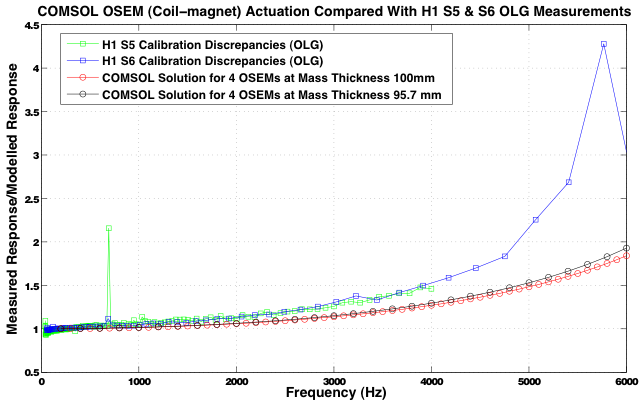 COMSOL OSEM (Coil−magnet) Actuation Compared With H1 S5 & S6 OLG Measurements
Measured Response/Modelled Response
4.5
4
3.5
3
2.5
2
1.5
1
0.5
H1 S5 Calibration Discrepancies (OLG)
H1 S6 Calibration Discrepancies (OLG)
COMSOL Solution for 4 OSEMs at Mass Thickness 100mm
COMSOL Solution for 4 OSEMs at Mass Thickness 95.7 mm
0 1000 2000 3000 4000 5000 6000
Frequency (Hz)